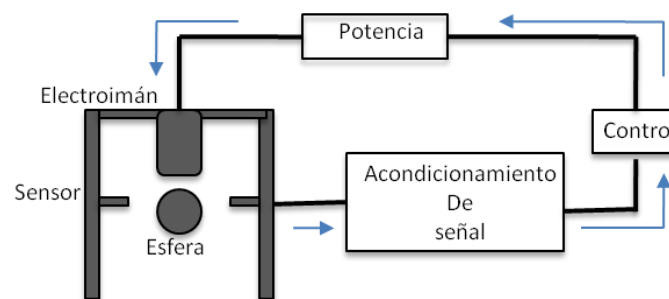 Potencia
Electroimán
Contro
Sensor
Acondicionamiento
De
señal
Esfera